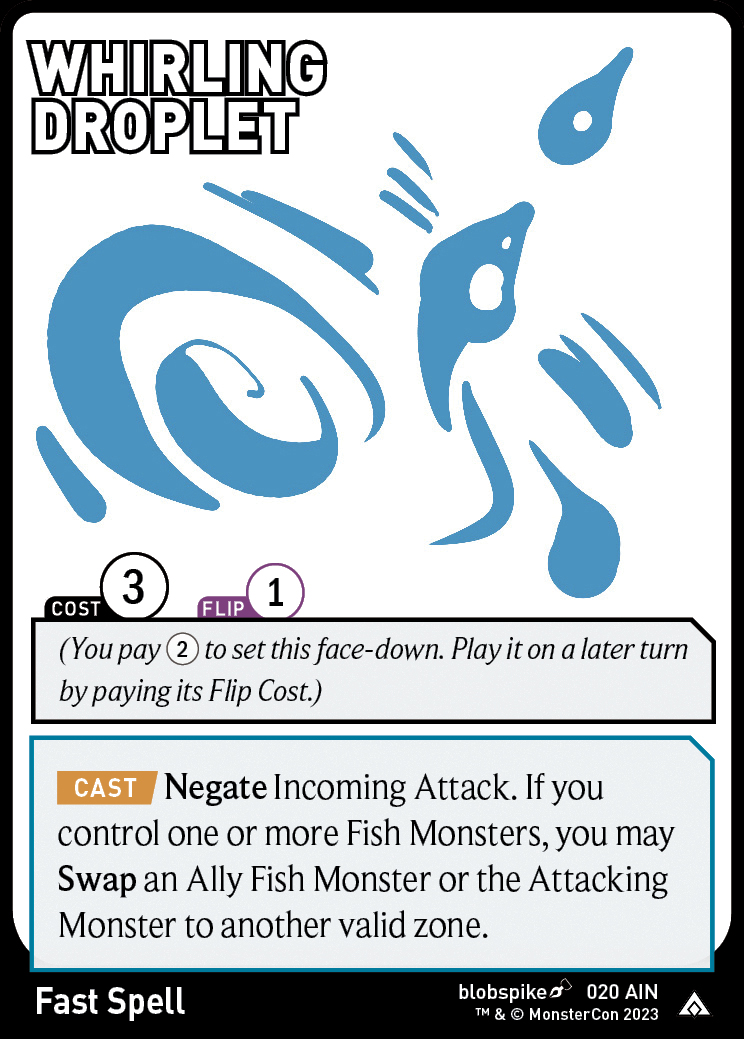 WHIRLING
DROPLET
COST 3 FLIP 1
(You pay 2 to set this face-down. Play it on a later turn
by paying its Flip Cost.)
CAST Negate Incoming Attack. If you
control one or more Fish Monsters, you may
Swap an Ally Fish Monster or the Attacking
Monster to another valid zone.
Fast Spell
blobspike 020 AIN
™ & © MonsterCon 2023